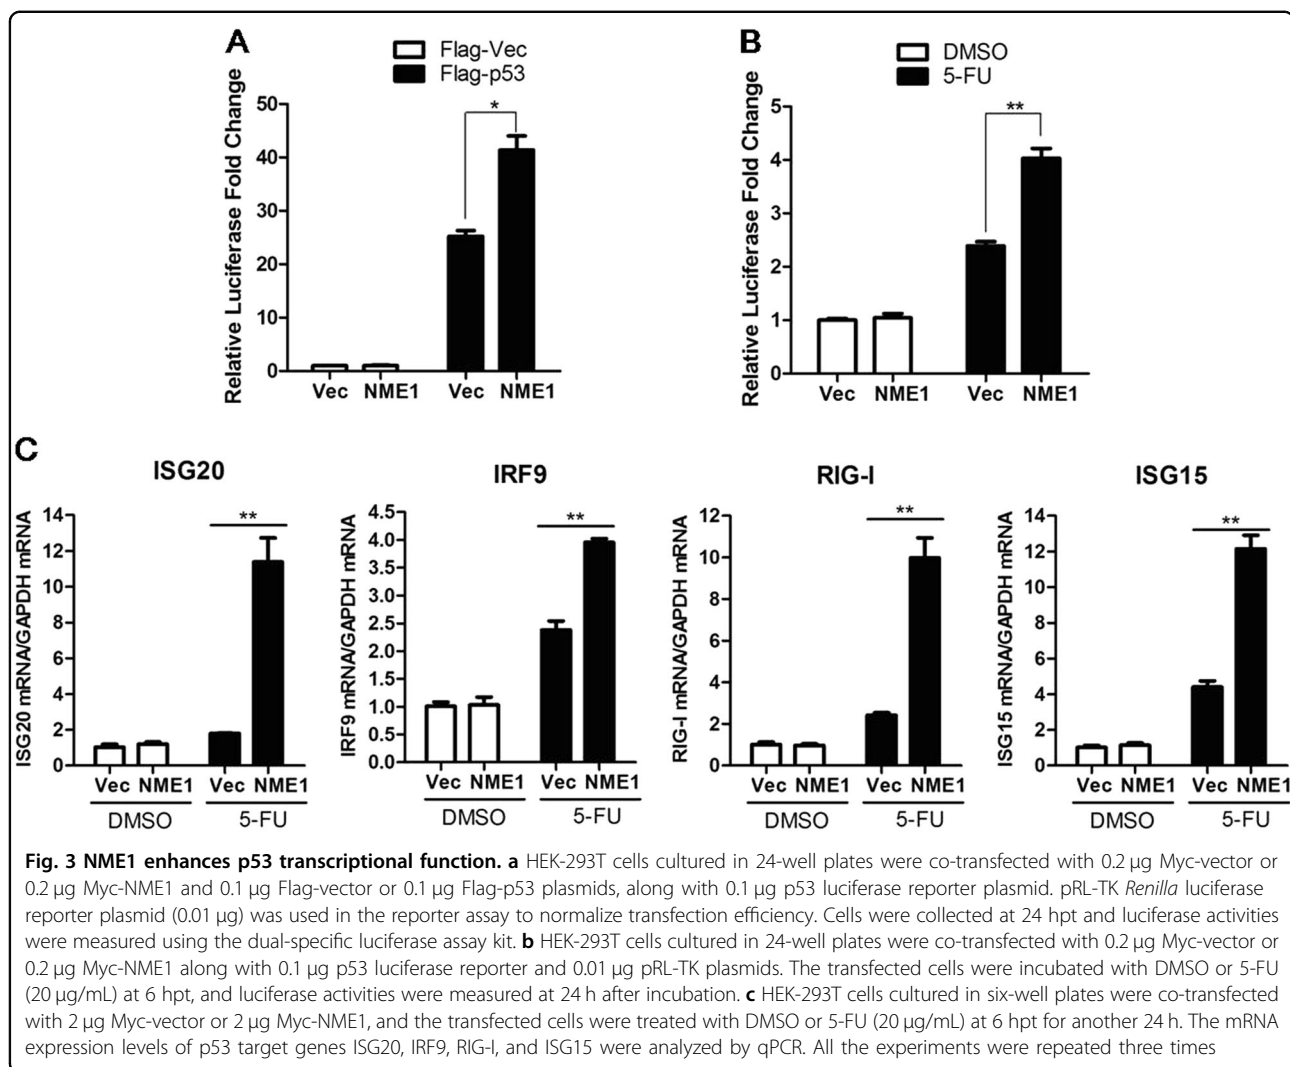 A
Flag-Vec
Flag-p53
Relative Luciferase Fold Change
50
40
30
20
10
0
*
Vec NME1 Vec NME1
B
DMSO
5-FU
Relative Luciferase Fold Change
5
4
3
2
1
0
**
Vec NME1 Vec NME1
C
ISG20
ISG20 mRNA/GAPDH mRNA
14
12
10
8
6
4
2
0
**
Vec NME1 Vec NME1
DMSO 5-FU
IRF9
IRF9 mRNA/GAPDH mRNA
4.5
4.0
3.5
3.0
2.5
2.0
1.5
1.0
0.5
0.0
**
Vec NME1 Vec NME1
DMSO 5-FU
RIG-I
RIG-I mRNA/GAPDH mRNA
12
10
8
6
4
2
0
**
Vec NME1 Vec NME1
DMSO 5-FU
ISG15
ISG15 mRNA/GAPDH mRNA
14
12
10
8
6
4
2
0
**
Vec NME1 Vec NME1
DMSO 5-FU
Fig. 3 NME1 enhances p53 transcriptional function. a HEK-293T cells cultured in 24-well plates were co-transfected with 0.2 μg Myc-vector or
0.2 μg Myc-NME1 and 0.1 μg Flag-vector or 0.1 μg Flag-p53 plasmids, along with 0.1 μg p53 luciferase reporter plasmid. pRL-TK Renilla luciferase
reporter plasmid (0.01 μg) was used in the reporter assay to normalize transfection efficiency. Cells were collected at 24 hpt and luciferase activities
were measured using the dual-specific luciferase assay kit. b HEK-293T cells cultured in 24-well plates were co-transfected with 0.2 μg Myc-vector or
0.2 μg Myc-NME1 along with 0.1 μg p53 luciferase reporter and 0.01 μg pRL-TK plasmids. The transfected cells were incubated with DMSO or 5-FU
(20 μg/mL) at 6 hpt, and luciferase activities were measured at 24 h after incubation. c HEK-293T cells cultured in six-well plates were co-transfected
with 2 μg Myc-vector or 2 μg Myc-NME1, and the transfected cells were treated with DMSO or 5-FU (20 μg/mL) at 6 hpt for another 24 h. The mRNA
expression levels of p53 target genes ISG20, IRF9, RIG-I, and ISG15 were analyzed by qPCR. All the experiments were repeated three times